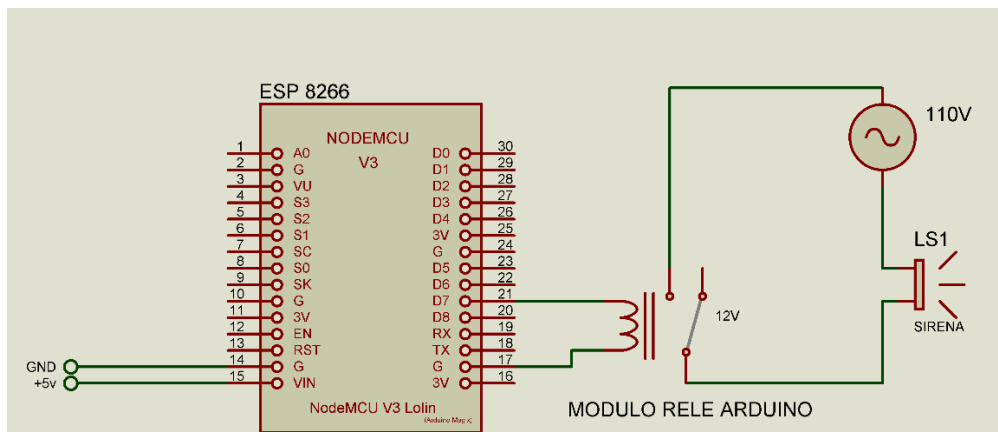 ESP 8266
NODEMCU
V3
110V
1 A0 D0 30
2 G D1 29
3 VU D2 28
4 S3 D3 27
5 S2 D4 26
6 S1 3V 25
7 SC G 24
8 S0 D5 23
9 SK D6 22
10 G D7 21
11 3V D8 20
12 EN RX 19
13 RST TX 18
14 G G 17
15 VIN 3V 16
GND
+5v
LS1
SIRENA
12V
NodeMCU V3 Lolin
MODULO RELE ARDUINO